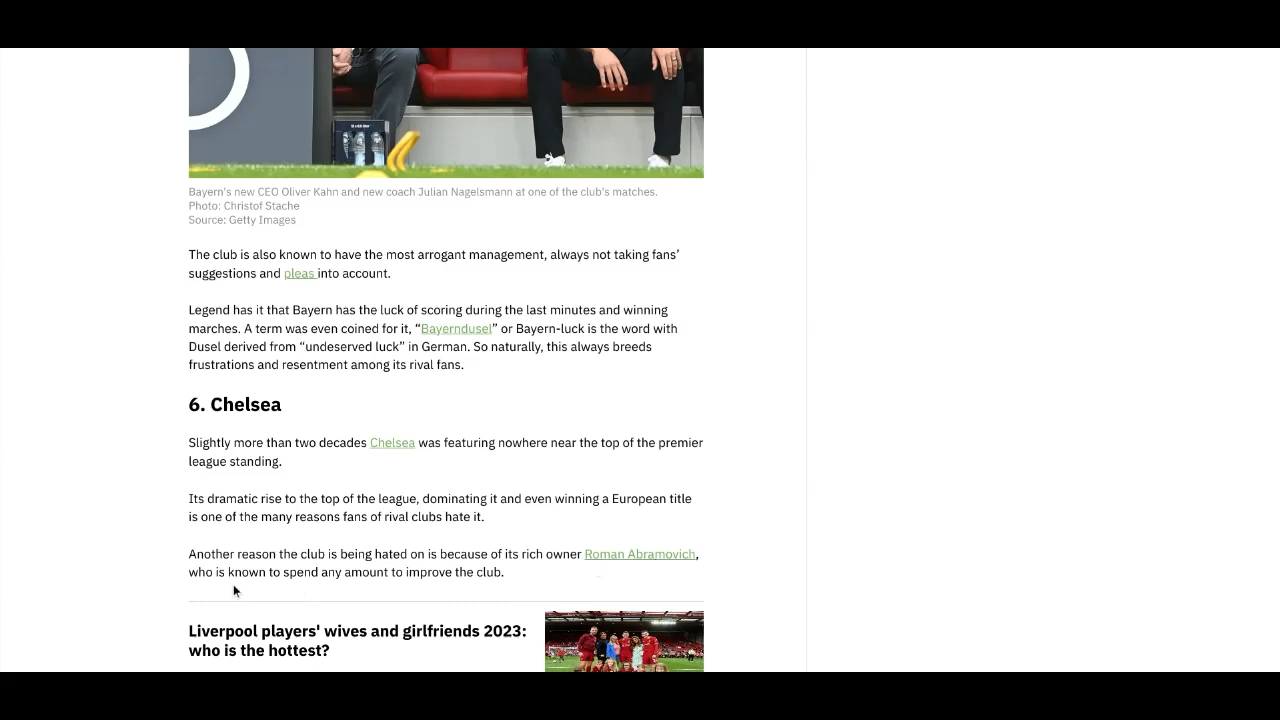 Bayern's new CEO Oliver Kahn and new coach Julian Nagelsmann at one of the club's matches.
Photo: Christof Stache
Source: Getty Images
The club is also known to have the most arrogant management, always not taking fans’
suggestions and pleas into account.
Legend has it that Bayern has the luck of scoring during the last minutes and winning
marches. A term was even coined for it, “Bayerndusel” or Bayern-luck is the word with
Dusel derived from “undeserved luck” in German. So naturally, this always breeds
frustrations and resentment among its rival fans.
6. Chelsea
Slightly more than two decades Chelsea was featuring nowhere near the top of the premier
league standing.
Its dramatic rise to the top of the league, dominating it and even winning a European title
is one of the many reasons fans of rival clubs hate it.
Another reason the club is being hated on is because of its rich owner Roman Abramovich,
who is known to spend any amount to improve the club.
Liverpool players' wives and girlfriends 2023:
who is the hottest?